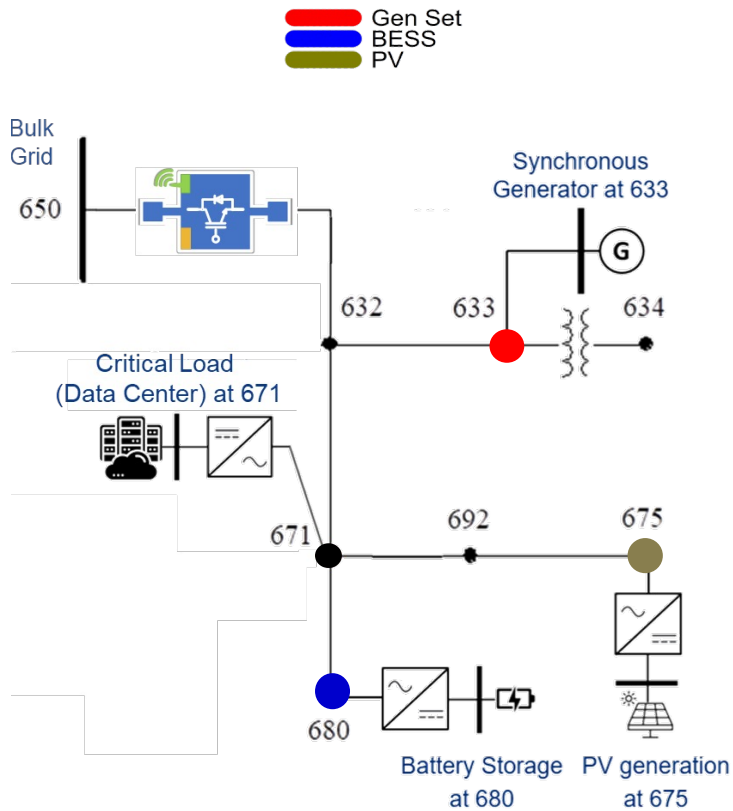 Gen Set
BESS
PV
Bulk
Grid
650
Synchronous
Generator at 633
G
632
633
634
Critical Load
(Data Center) at 671
671
692
675
680
Battery Storage
at 680
PV generation
at 675